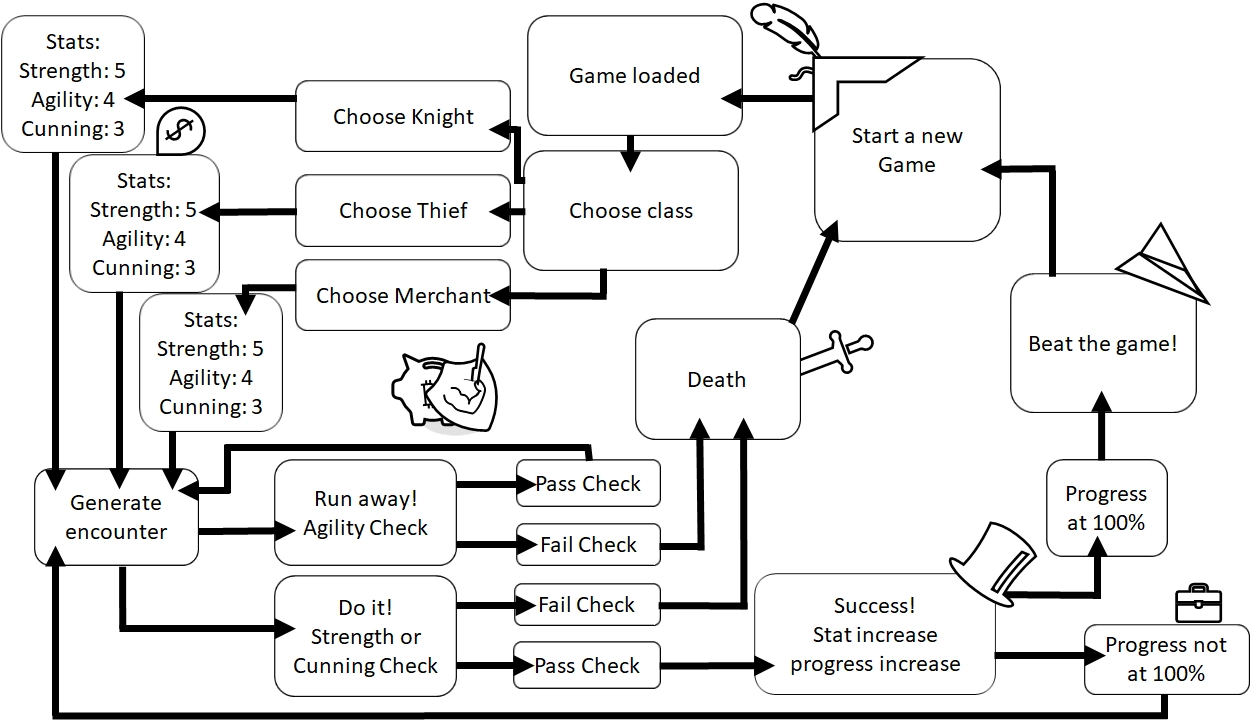 Stats:
Strength: 5
Agility: 4
Cunning: 3
Stats:
Strength: 5
Agility: 4
Cunning: 3
Stats:
Strength: 5
Agility: 4
Cunning: 3
Choose Knight
Choose Thief
Choose Merchant
Game loaded
Choose class
Start a new
Game
Death
Beat the game!
Generate
encounter
Run away!
Agility Check
Pass Check
Fail Check
Do it!
Strength or
Cunning Check
Fail Check
Pass Check
Success!
Stat increase
progress increase
Progress
at 100%
Progress not
at 100%